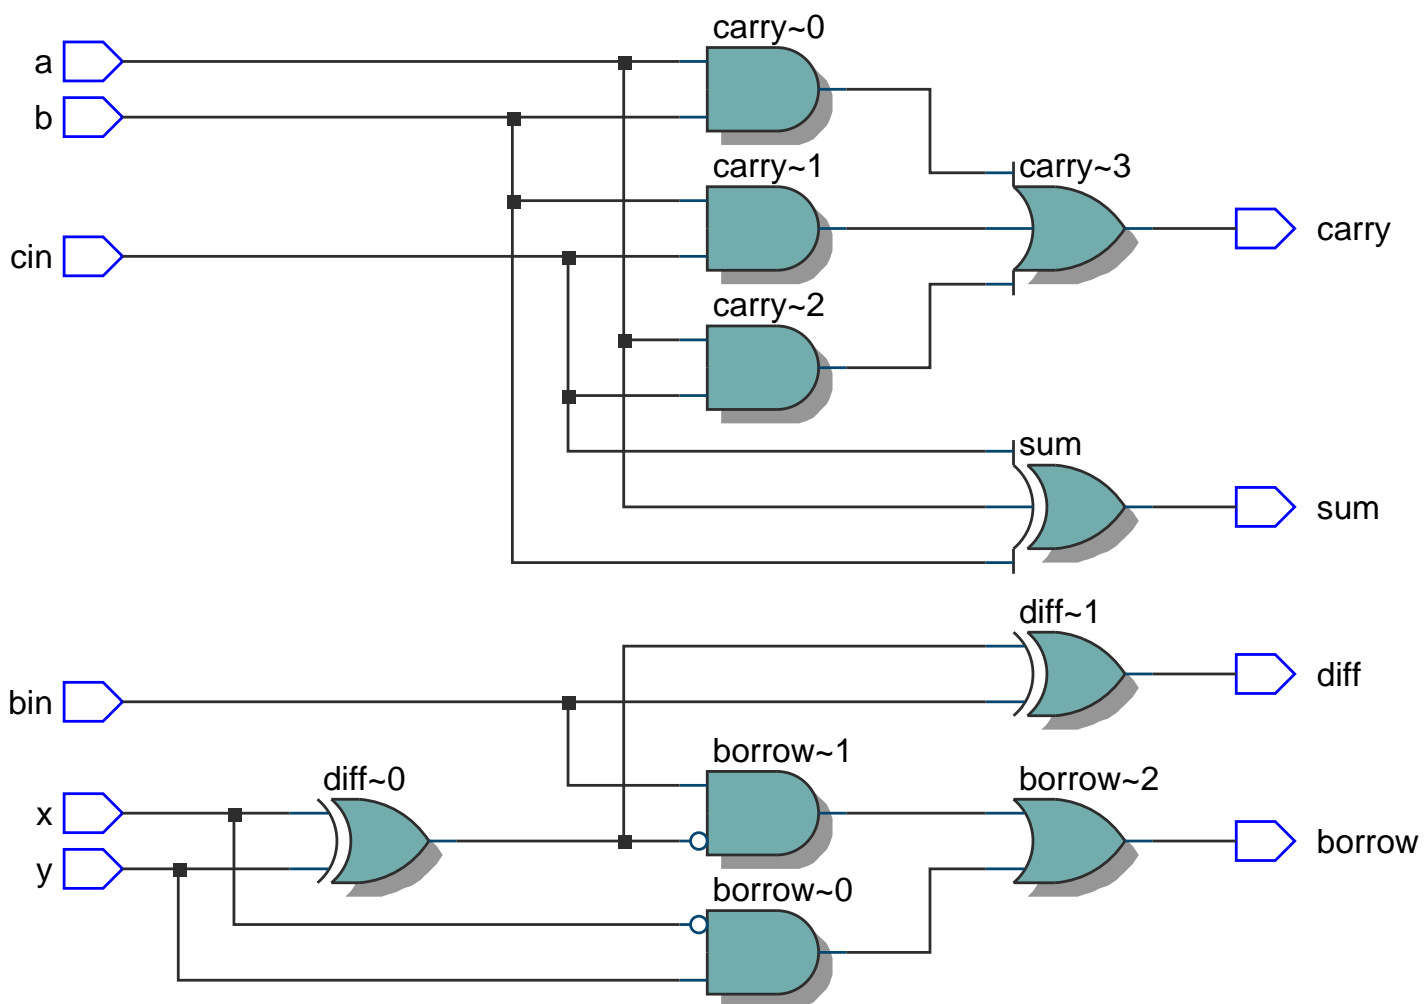 carry~0
a
b
carry~1
carry~3
carry
cin
carry~2
sum
sum
diff~1
diff
bin
borrow~1
diff~0
borrow~2
x
borrow
y
borrow~0